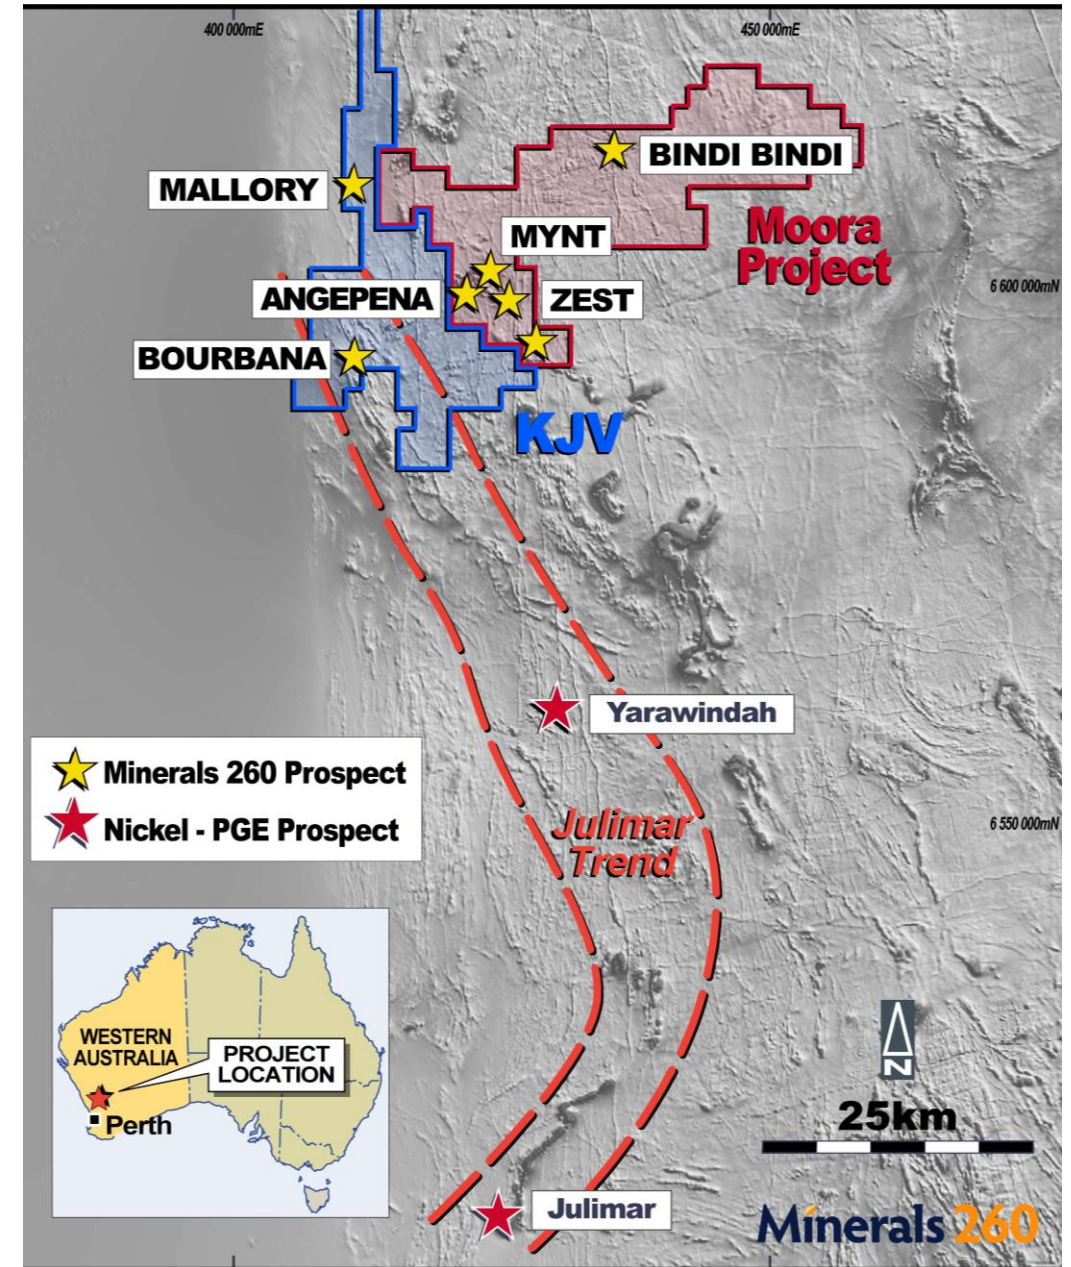 400 000mE
450 000mE
BINDI BINDI
MALLORY
Moora
Project
MYNT
6 600 000mN
ANGEPENA
ZEST
BOURBANA
KJV
Yarawindah
Minerals 260 Prospect
Nickel - PGE Prospect
Julimar
Trend
6 550 000mN
WESTERN
AUSTRALIA
PROJECT
LOCATION
Perth
N
25km
Julimar
Minerals 260